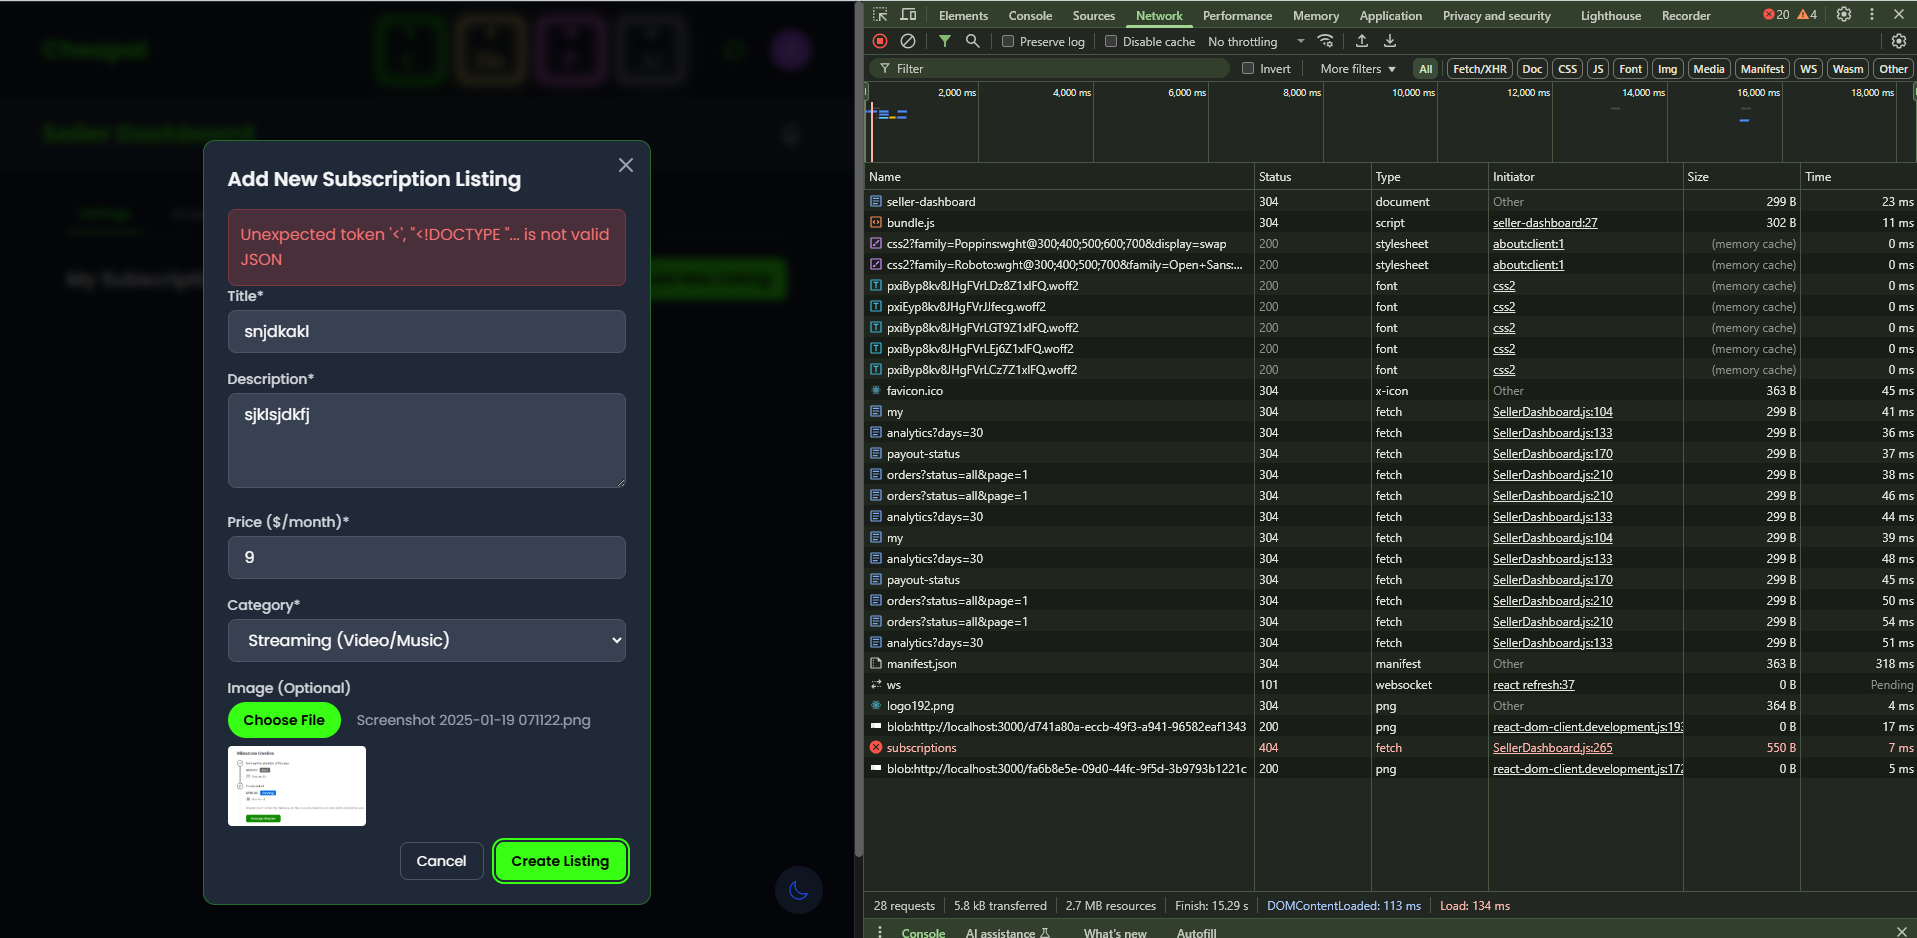 Cheapal
Seller Dashboard
My Subscripti
Add New Subscription Listing
Unexpected token '<', "<!DOCTYPE "... is not valid
JSON
Title*
snjdkakl
Description*
sjklsjdkfj
Price ($/month)*
9
Category*
Streaming (Video/Music)
Image (Optional)
Choose File Screenshot 2025-01-19 071122.png
Cancel Create Listing
Elements Console Sources Network Performance Memory Application Privacy and security Lighthouse Recorder 20 4
Preserve log Disable cache No throttling
Filter Invert More filters All Fetch/XHR Doc CSS JS Font Img Media Manifest WS Wasm Other
2,000 ms 4,000 ms 6,000 ms 8,000 ms 10,000 ms 12,000 ms 14,000 ms 16,000 ms 18,000 ms
Name Status Type Initiator Size Time
seller-dashboard 304 document Other 299 B 23 ms
bundle.js 304 script seller-dashboard:27 302 B 11 ms
css2?family=Poppins:wght@300;400;500;600;700&display=swap 200 stylesheet about:client:1 (memory cache) 0 ms
css2?family=Roboto:wght@300;400;500;700&family=Open+Sans:... 200 stylesheet about:client:1 (memory cache) 0 ms
pxiByp8kv8JHgFVrLDz8Z1xlFQ.woff2 200 font css2 (memory cache) 0 ms
pxiEyp8kv8JHgFVrJJfecg.woff2 200 font css2 (memory cache) 0 ms
pxiByp8kv8JHgFVrLGT9Z1xlFQ.woff2 200 font css2 (memory cache) 0 ms
pxiByp8kv8JHgFVrLEj6Z1xlFQ.woff2 200 font css2 (memory cache) 0 ms
pxiByp8kv8JHgFVrLCz7Z1xlFQ.woff2 200 font css2 (memory cache) 0 ms
favicon.ico 304 x-icon Other 363 B 45 ms
my 304 fetch SellerDashboard.js:104 299 B 41 ms
analytics?days=30 304 fetch SellerDashboard.js:133 299 B 36 ms
payout-status 304 fetch SellerDashboard.js:170 299 B 37 ms
orders?status=all&page=1 304 fetch SellerDashboard.js:210 299 B 38 ms
orders?status=all&page=1 304 fetch SellerDashboard.js:210 299 B 46 ms
analytics?days=30 304 fetch SellerDashboard.js:133 299 B 44 ms
my 304 fetch SellerDashboard.js:104 299 B 39 ms
analytics?days=30 304 fetch SellerDashboard.js:133 299 B 48 ms
payout-status 304 fetch SellerDashboard.js:170 299 B 45 ms
orders?status=all&page=1 304 fetch SellerDashboard.js:210 299 B 50 ms
orders?status=all&page=1 304 fetch SellerDashboard.js:210 299 B 54 ms
analytics?days=30 304 fetch SellerDashboard.js:133 299 B 51 ms
manifest.json 304 manifest Other 363 B 318 ms
ws 101 websocket react refresh:37 0 B Pending
logo192.png 304 png Other 364 B 4 ms
blob:http://localhost:3000/d741a80a-eccb-49f3-a941-96582eaf1343 200 png react-dom-client.development.js:193 0 B 17 ms
subscriptions 404 fetch SellerDashboard.js:265 550 B 7 ms
blob:http://localhost:3000/fa6b8e5e-09d0-44fc-9f5d-3b9793b1221c 200 png react-dom-client.development.js:172 0 B 5 ms
28 requests 5.8 kB transferred 2.7 MB resources Finish: 15.29 s DOMContentLoaded: 113 ms Load: 134 ms
Console AI assistance What's new Autofill